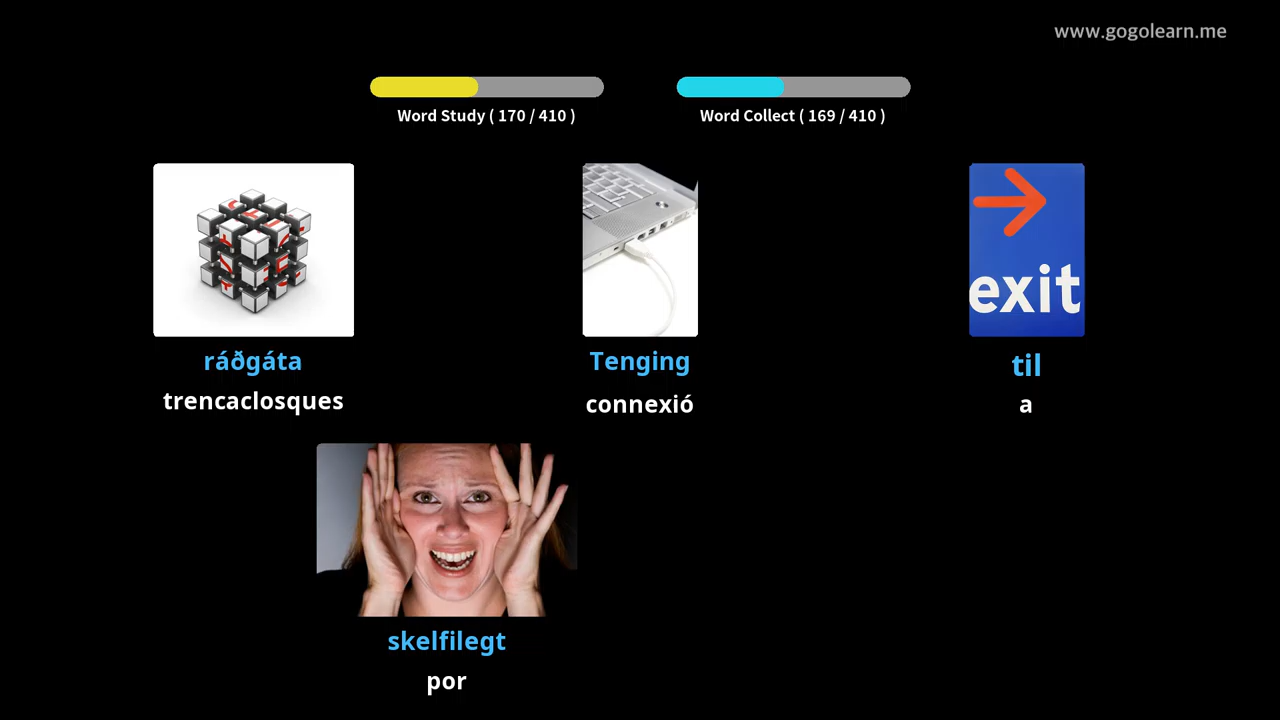 www.gogolearn.me
Word Study ( 170 / 410 )
Word Collect ( 169 / 410 )
exit
ráðgáta
Tenging
til
trencaclosques
connexió
a
skelfilegt
por